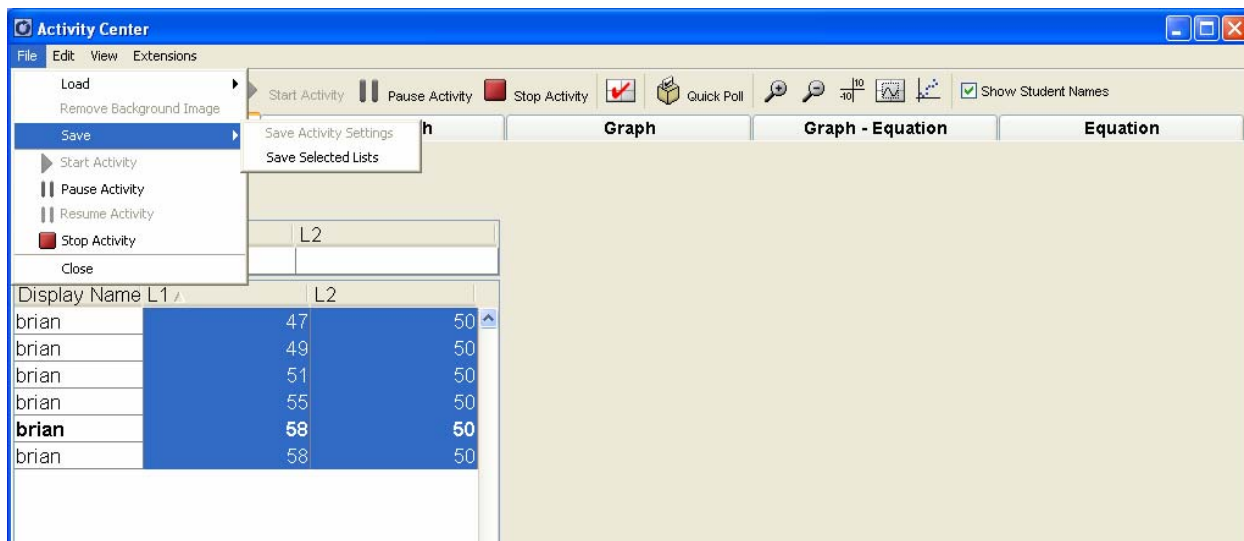 Activity Center
File Edit View Extensions
Start Activity Pause Activity Stop Activity Quick Poll 10 -10 Show Student Names
Load
Remove Background Image
Save
Start Activity
Pause Activity
Resume Activity
Stop Activity
Close
Save Activity Settings
Save Selected Lists
h Graph Graph - Equation Equation
L2
Display Name L1 L2
brian 47 50
brian 49 50
brian 51 50
brian 55 50
brian 58 50
brian 58 50